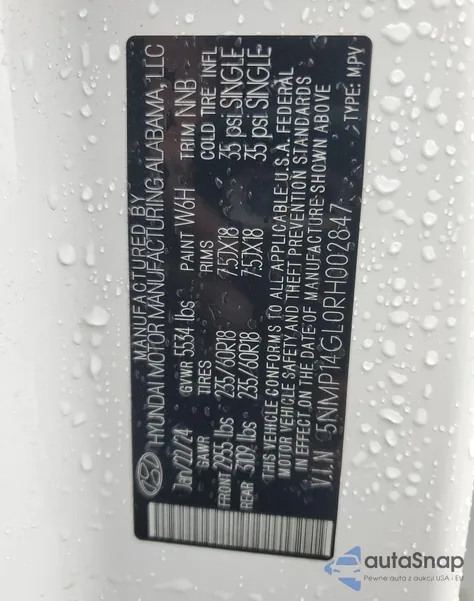 MANUFACTURED BY
HYUNDAI MOTOR MANUFACTURING ALABAMA, LLC
Jan/22/24 GVWR 5534 lbs PAINT W6H TRIM NNB
GAWR TIRES RIMS COLD TIRE INFL
FRONT 2955 lbs 235/60R18 7.5JX18 35 psi, SINGLE
REAR 3109 lbs 235/60R18 7.5JX18 35 psi, SINGLE
THIS VEHICLE CONFORMS TO ALL APPLICABLE U.S.A. FEDERAL
MOTOR VEHICLE SAFETY AND THEFT PREVENTION STANDARDS
IN EFFECT ON THE DATE OF MANUFACTURE SHOWN ABOVE
V.I.N 5NMP14GL0RH002847 TYPE: MPV
autaSnap
Pewne auta z aukcji USA i EU